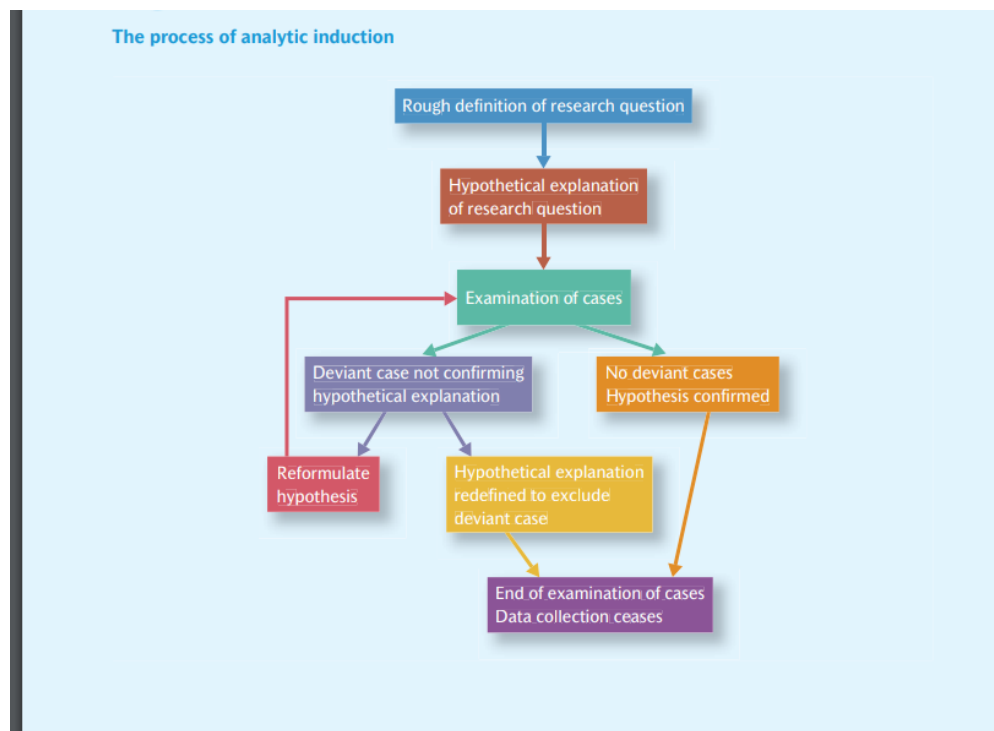 The process of analytic induction
Rough definition of research question
Hypothetical explanation
of research question
Examination of cases
Deviant case not confirming
hypothetical explanation
No deviant cases
Hypothesis confirmed
Reformulate
hypothesis
Hypothetical explanation
redefined to exclude
deviant case
End of examination of cases
Data collection ceases